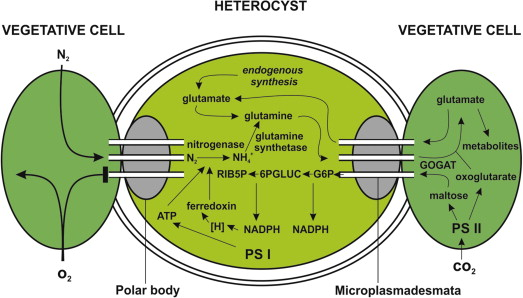 HETEROCYST
VEGETATIVE CELL
VEGETATIVE CELL
N₂
endogenous
synthesis
glutamate
glutamine
glutamine
synthetase
nitrogenase
N₂
NH₄⁺
RIB5P
6PGLUC
G6P
ATP
ferredoxin
[H]
NADPH
NADPH
PS I
glutamate
metabolites
GOGAT
oxoglutarate
maltose
PS II
O₂
CO₂
Polar body
Microplasmadesmata